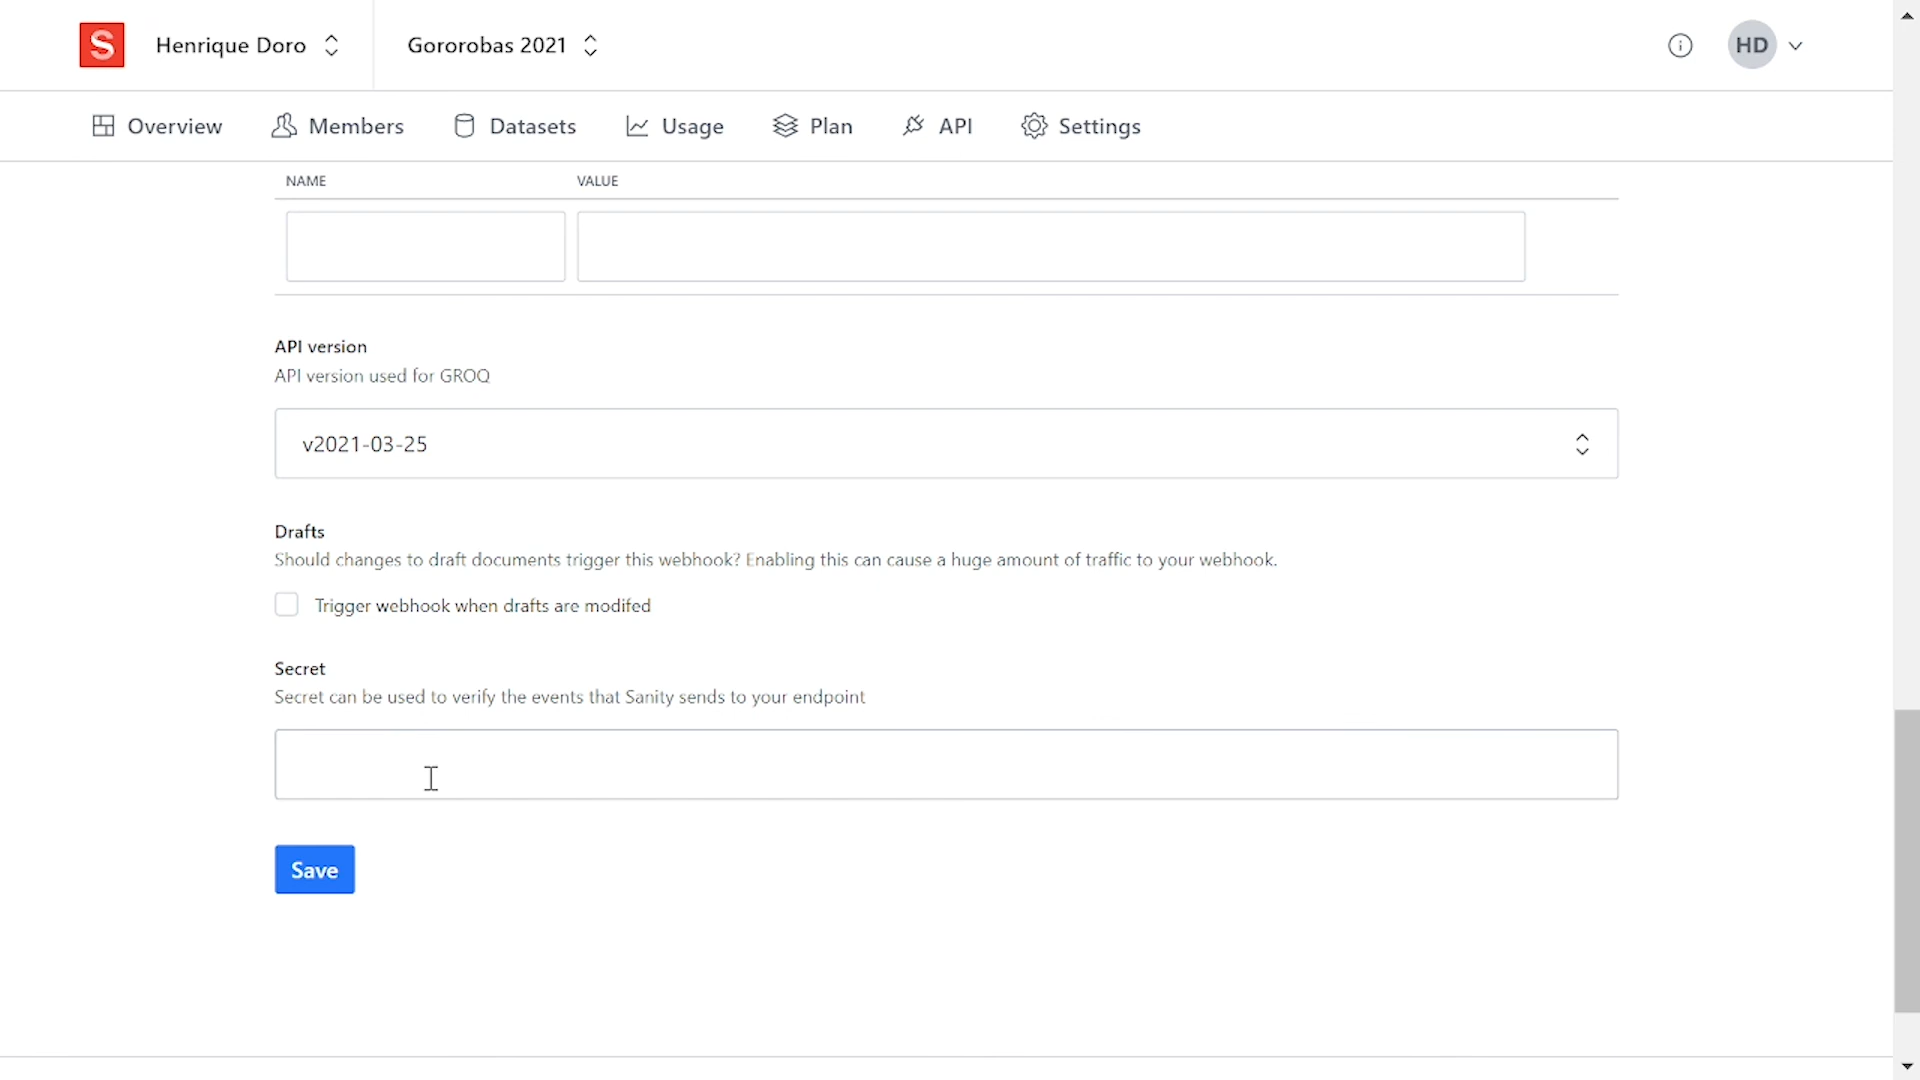 S Henrique Doro Gororobas 2021 HD
Overview Members Datasets Usage Plan API Settings
NAME VALUE
API version
API version used for GROQ
v2021-03-25
Drafts
Should changes to draft documents trigger this webhook? Enabling this can cause a huge amount of traffic to your webhook.
Trigger webhook when drafts are modifed
Secret
Secret can be used to verify the events that Sanity sends to your endpoint
Save